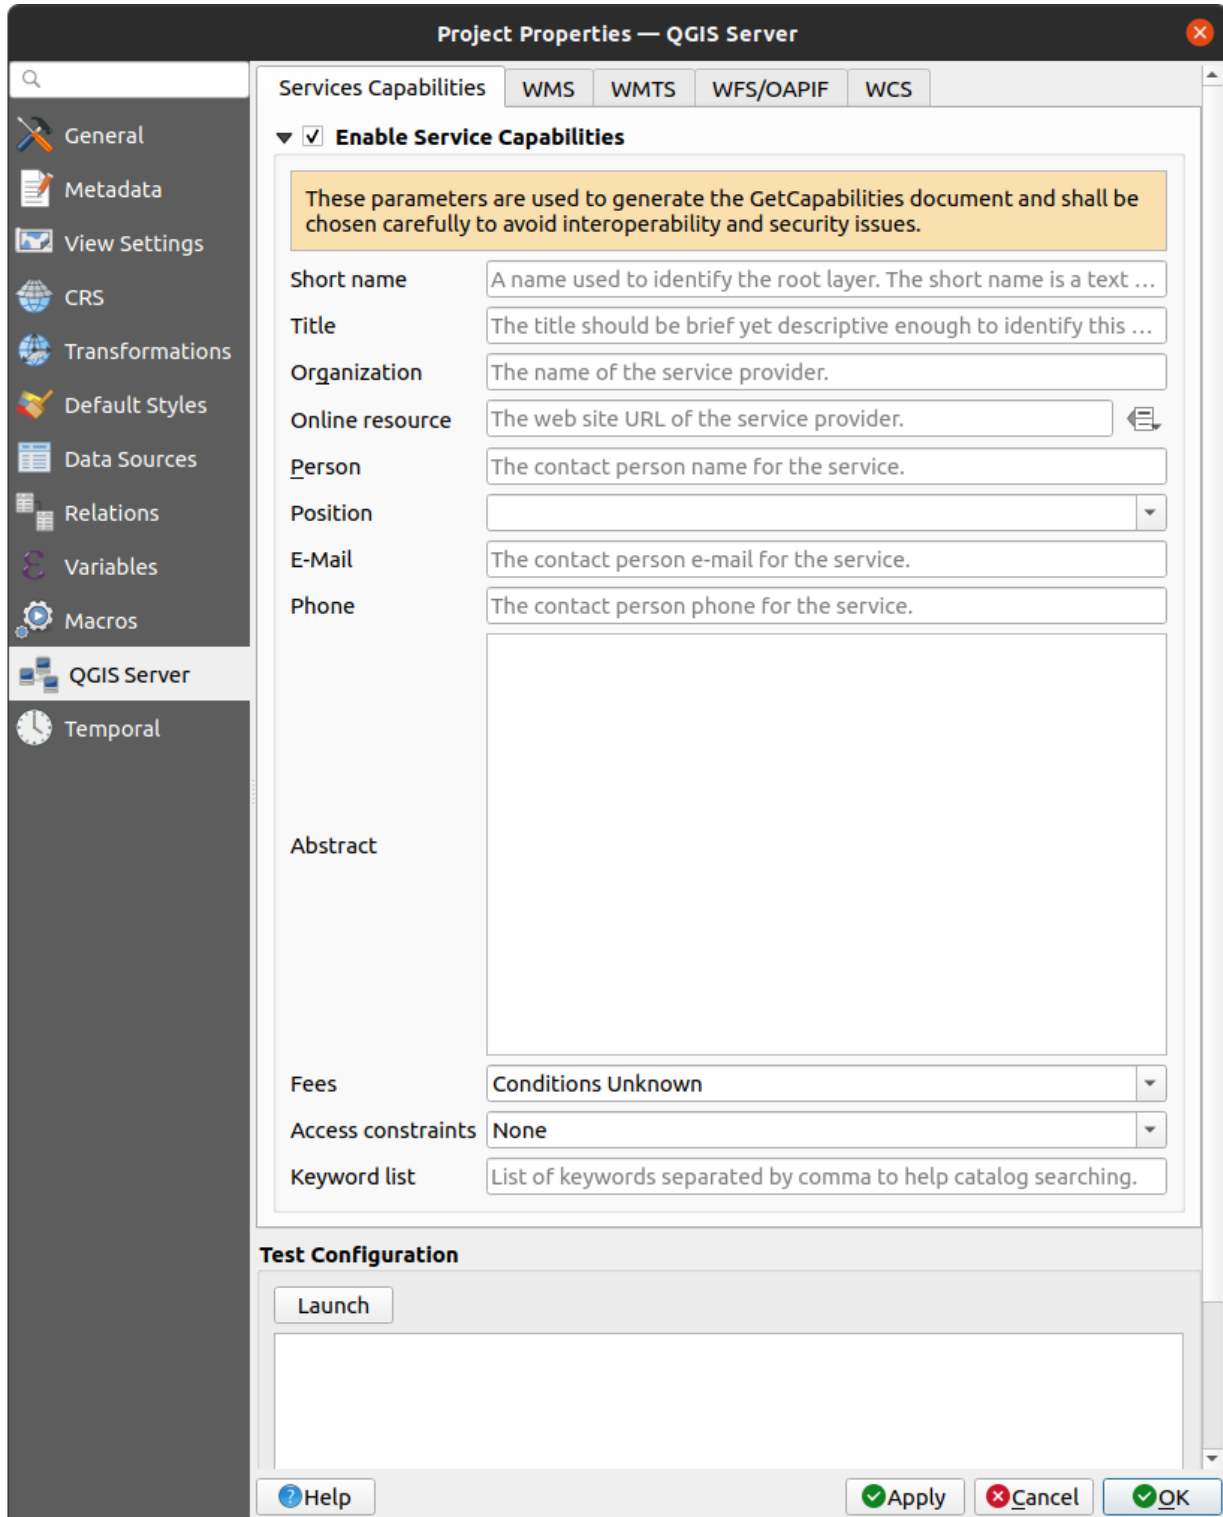 Project Properties — QGIS Server
General
Metadata
View Settings
CRS
Transformations
Default Styles
Data Sources
Relations
Variables
Macros
QGIS Server
Temporal
Services Capabilities
WMS
WMTS
WFS/OAPIF
WCS
Enable Service Capabilities
These parameters are used to generate the GetCapabilities document and shall be
chosen carefully to avoid interoperability and security issues.
Short name
A name used to identify the root layer. The short name is a text …
Title
The title should be brief yet descriptive enough to identify this …
Organization
The name of the service provider.
Online resource
The web site URL of the service provider.
Person
The contact person name for the service.
Position
E-Mail
The contact person e-mail for the service.
Phone
The contact person phone for the service.
Abstract
Fees
Conditions Unknown
Access constraints
None
Keyword list
List of keywords separated by comma to help catalog searching.
Test Configuration
Launch
Help
Apply
Cancel
OK